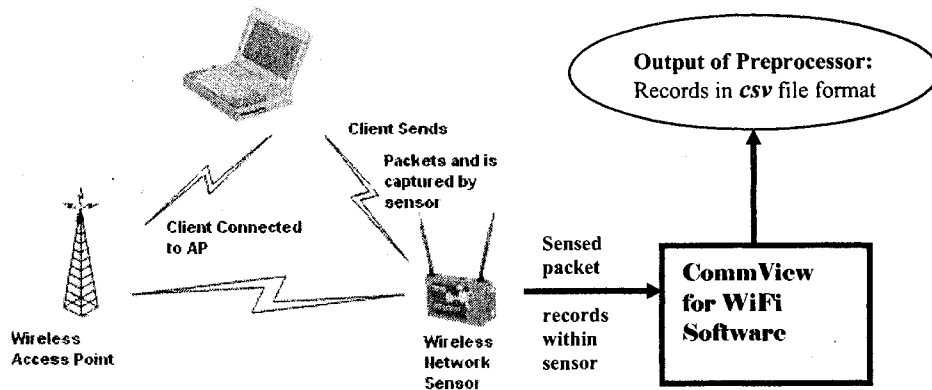 Output of Preprocessor:
Records in csv file format
Client Sends
Packets and is
captured by
sensor
Client Connected
to AP
Sensed
packet
records
within
sensor
CommView
for WiFi
Software
Wireless
Access Point
Wireless
Network
Sensor